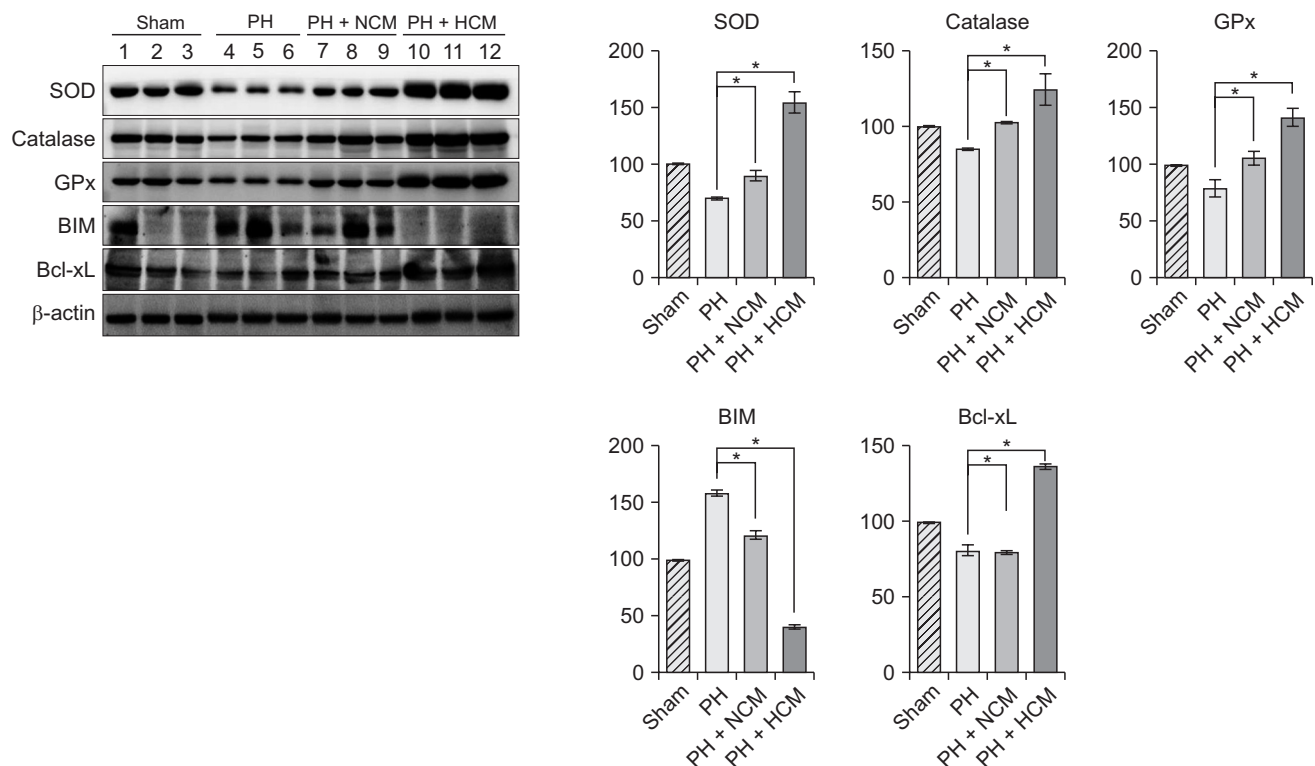 Sham PH PH + NCM PH + HCM
1 2 3 4 5 6 7 8 9 10 11 12
SOD
Catalase
GPx
BIM
Bcl-xL
β-actin
SOD
200
150
100
50
0
*
*
Sham
PH
PH + NCM
PH + HCM
Catalase
150
100
50
0
*
*
Sham
PH
PH + NCM
PH + HCM
GPx
200
150
100
50
0
*
*
Sham
PH
PH + NCM
PH + HCM
BIM
200
150
100
50
0
*
*
Sham
PH
PH + NCM
PH + HCM
Bcl-xL
150
100
50
0
*
*
Sham
PH
PH + NCM
PH + HCM